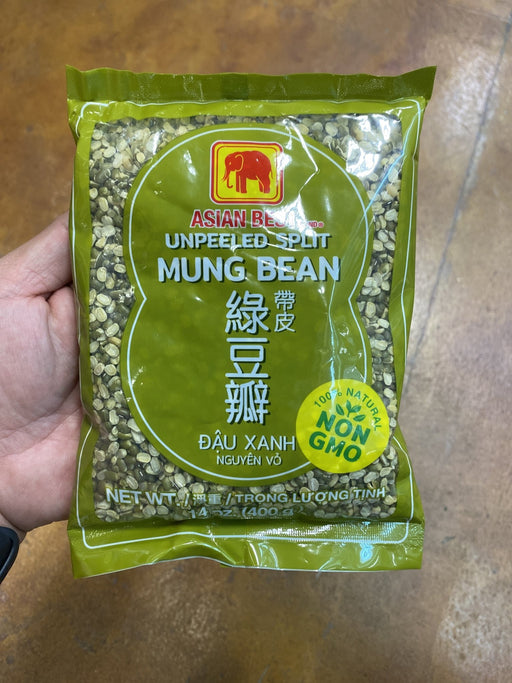 ASIAN BEST
UNPEELED SPLIT
MUNG BEAN
帶皮
綠豆瓣
ĐẬU XANH
NGUYÊN VỎ
100% NATURAL
NON
GMO
NET WT. / 淨重 / TRỌNG LƯỢNG TỊNH
14 oz. (400 g)